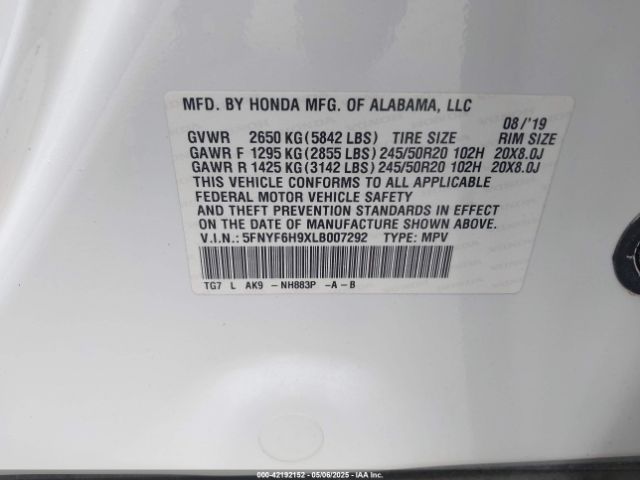 MFD. BY HONDA MFG. OF ALABAMA, LLC
08/'19
GVWR 2650 KG (5842 LBS) TIRE SIZE RIM SIZE
GAWR F 1295 KG (2855 LBS) 245/50R20 102H 20X8.0J
GAWR R 1425 KG (3142 LBS) 245/50R20 102H 20X8.0J
THIS VEHICLE CONFORMS TO ALL APPLICABLE
FEDERAL MOTOR VEHICLE SAFETY
AND THEFT PREVENTION STANDARDS IN EFFECT
ON THE DATE OF MANUFACTURE SHOWN ABOVE.
V.I.N.: 5FNYF6H9XLB007292 TYPE: MPV
TG7 L AK9 -NH883P -A-B
000-42192152 - 05/06/2025 - AKCTION